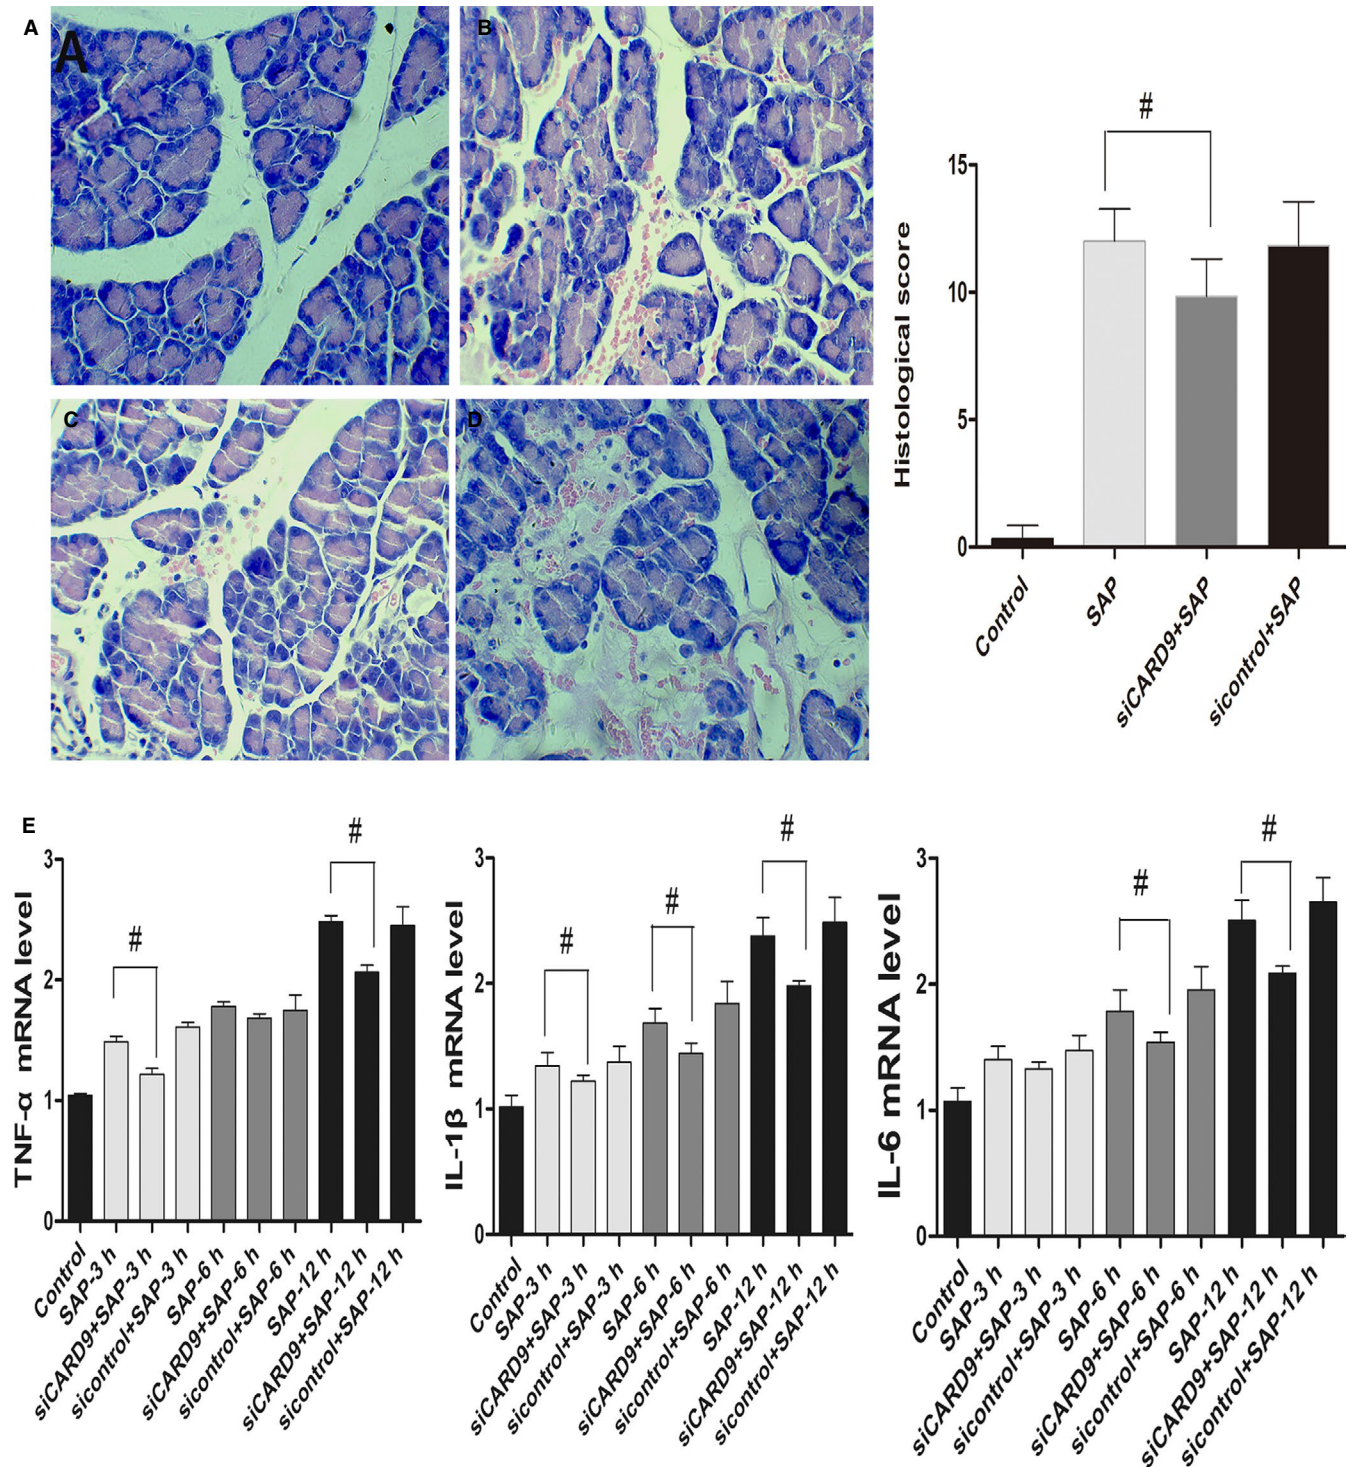 A
A
B
C
D
#
Histological score
15
10
5
0
Control
SAP
siCARD9+SAP
sicontrol+SAP
E
TNF-α mRNA level
3
2
1
0
#
#
Control
SAP-3 h
siCARD9+SAP-3 h
sicontrol+SAP-3 h
SAP-6 h
siCARD9+SAP-6 h
sicontrol+SAP-6 h
SAP-12 h
siCARD9+SAP-12 h
sicontrol+SAP-12 h
IL-1β mRNA level
3
2
1
0
#
#
#
Control
SAP-3 h
siCARD9+SAP-3 h
sicontrol+SAP-3 h
SAP-6 h
siCARD9+SAP-6 h
sicontrol+SAP-6 h
SAP-12 h
siCARD9+SAP-12 h
sicontrol+SAP-12 h
IL-6 mRNA level
3
2
1
0
#
#
Control
SAP-3 h
siCARD9+SAP-3 h
sicontrol+SAP-3 h
SAP-6 h
siCARD9+SAP-6 h
sicontrol+SAP-6 h
SAP-12 h
siCARD9+SAP-12 h
sicontrol+SAP-12 h